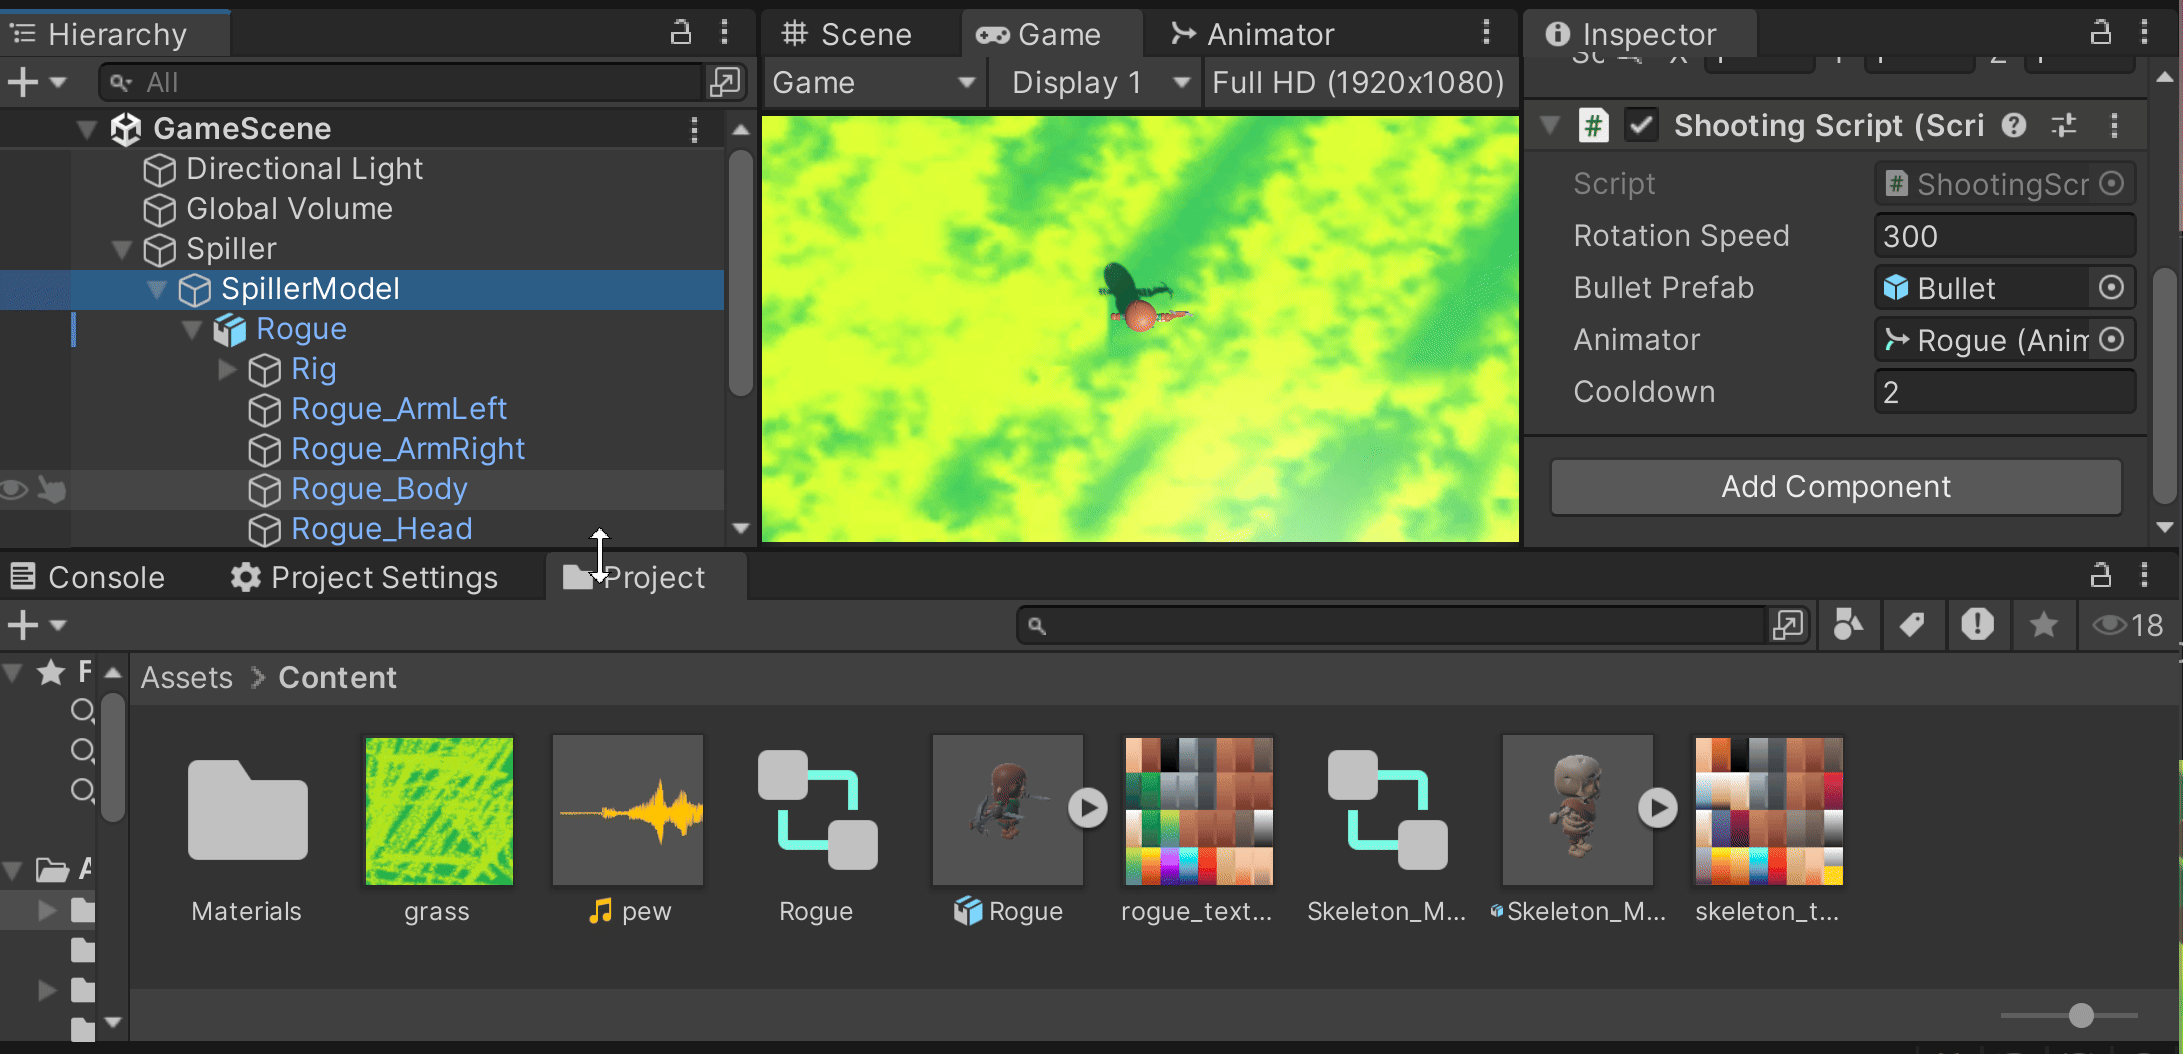 Hierarchy
All
GameScene
Directional Light
Global Volume
Spiller
SpillerModel
Rogue
Rig
Rogue_ArmLeft
Rogue_ArmRight
Rogue_Body
Rogue_Head
Scene
Game
Animator
Game
Display 1
Full HD (1920x1080)
Inspector
Shooting Script (Scri
Script
ShootingScr
Rotation Speed
300
Bullet Prefab
Bullet
Animator
Rogue (Anim
Cooldown
2
Add Component
Console
Project Settings
Project
18
F
A
Assets
Content
Materials
grass
pew
Rogue
Rogue
rogue_text...
Skeleton_M...
Skeleton_M...
skeleton_t...